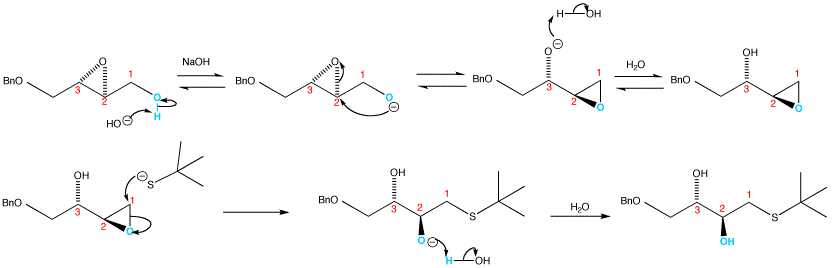 BnO O 3 2 1 O H HO⊖ NaOH BnO O 3 2 1 O ⊖ BnO O ⊖ H OH 3 2 1 O H₂O BnO OH 3 2 1 O
BnO OH 3 2 1 O ⊖ S BnO OH 3 2 1 S O ⊖ H OH H₂O BnO OH 3 2 1 S OH